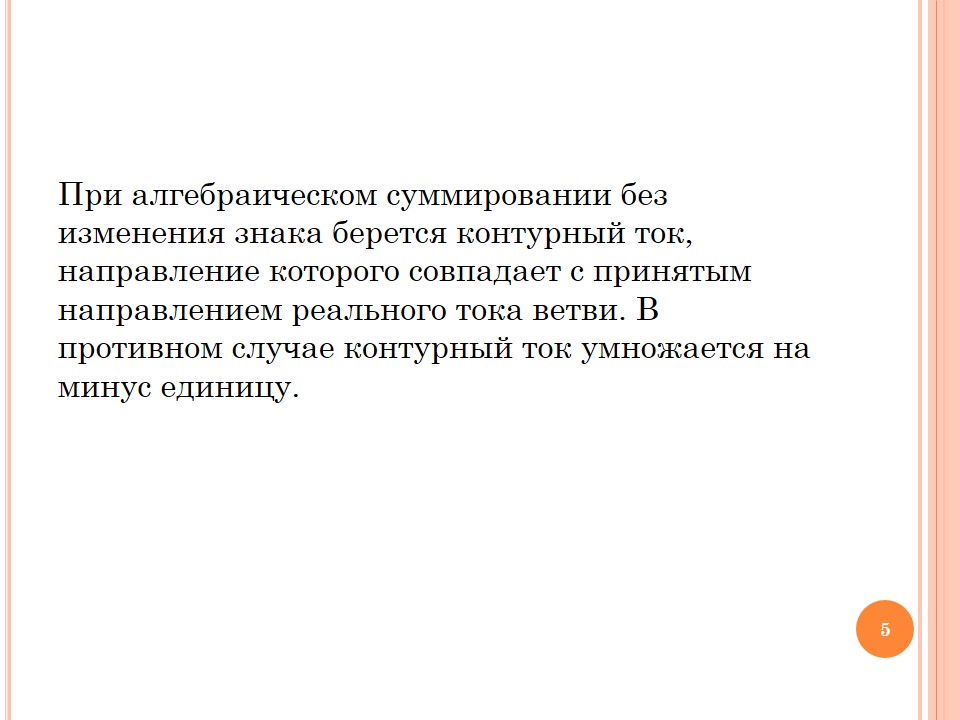 При алгебраическом суммировании без
изменения знака берется контурный ток,
направление которого совпадает с принятым
направлением реального тока ветви. В
противном случае контурный ток умножается на
минус единицу.
5